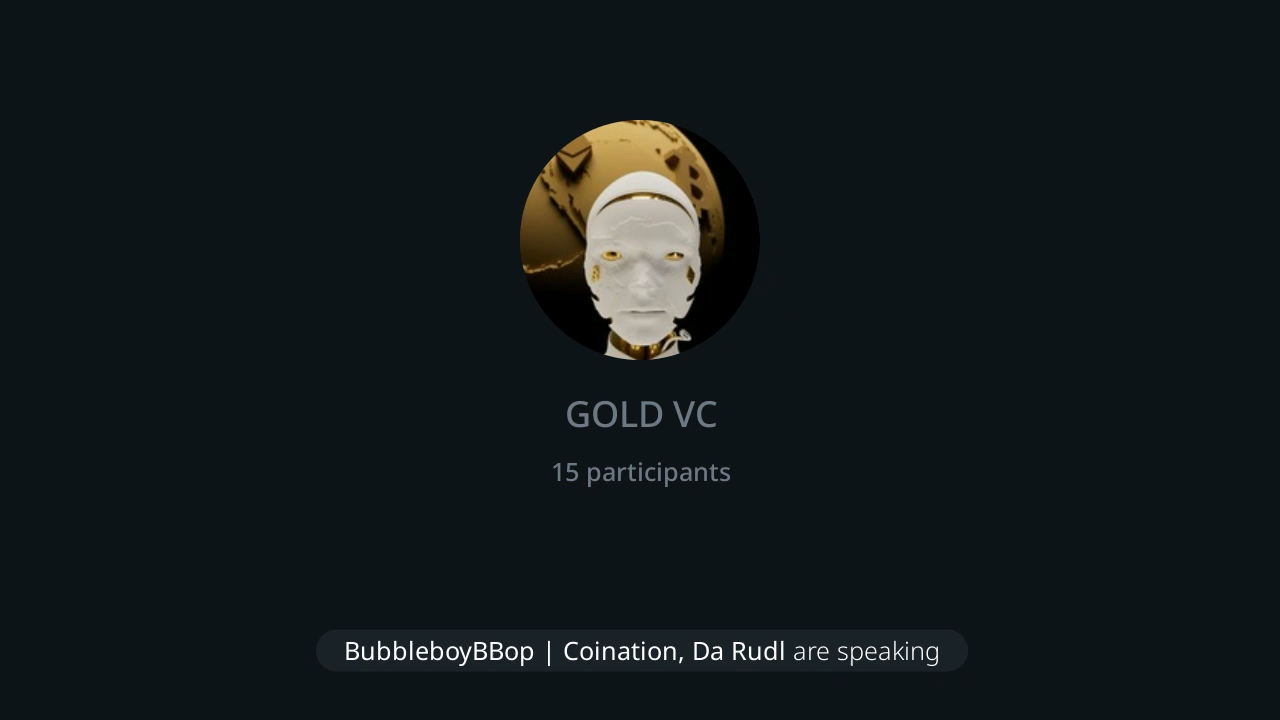 GOLD VC
15 participants
BubbleboyBBop | Coination, Da Rudl are speaking